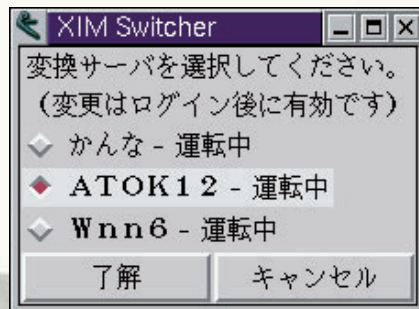 XIM Switcher
変換サーバを選択してください。
（変更はログイン後に有効です）
かんな - 運転中
ATOK12 - 運転中
Wnn6 - 運転中
了解
キャンセル